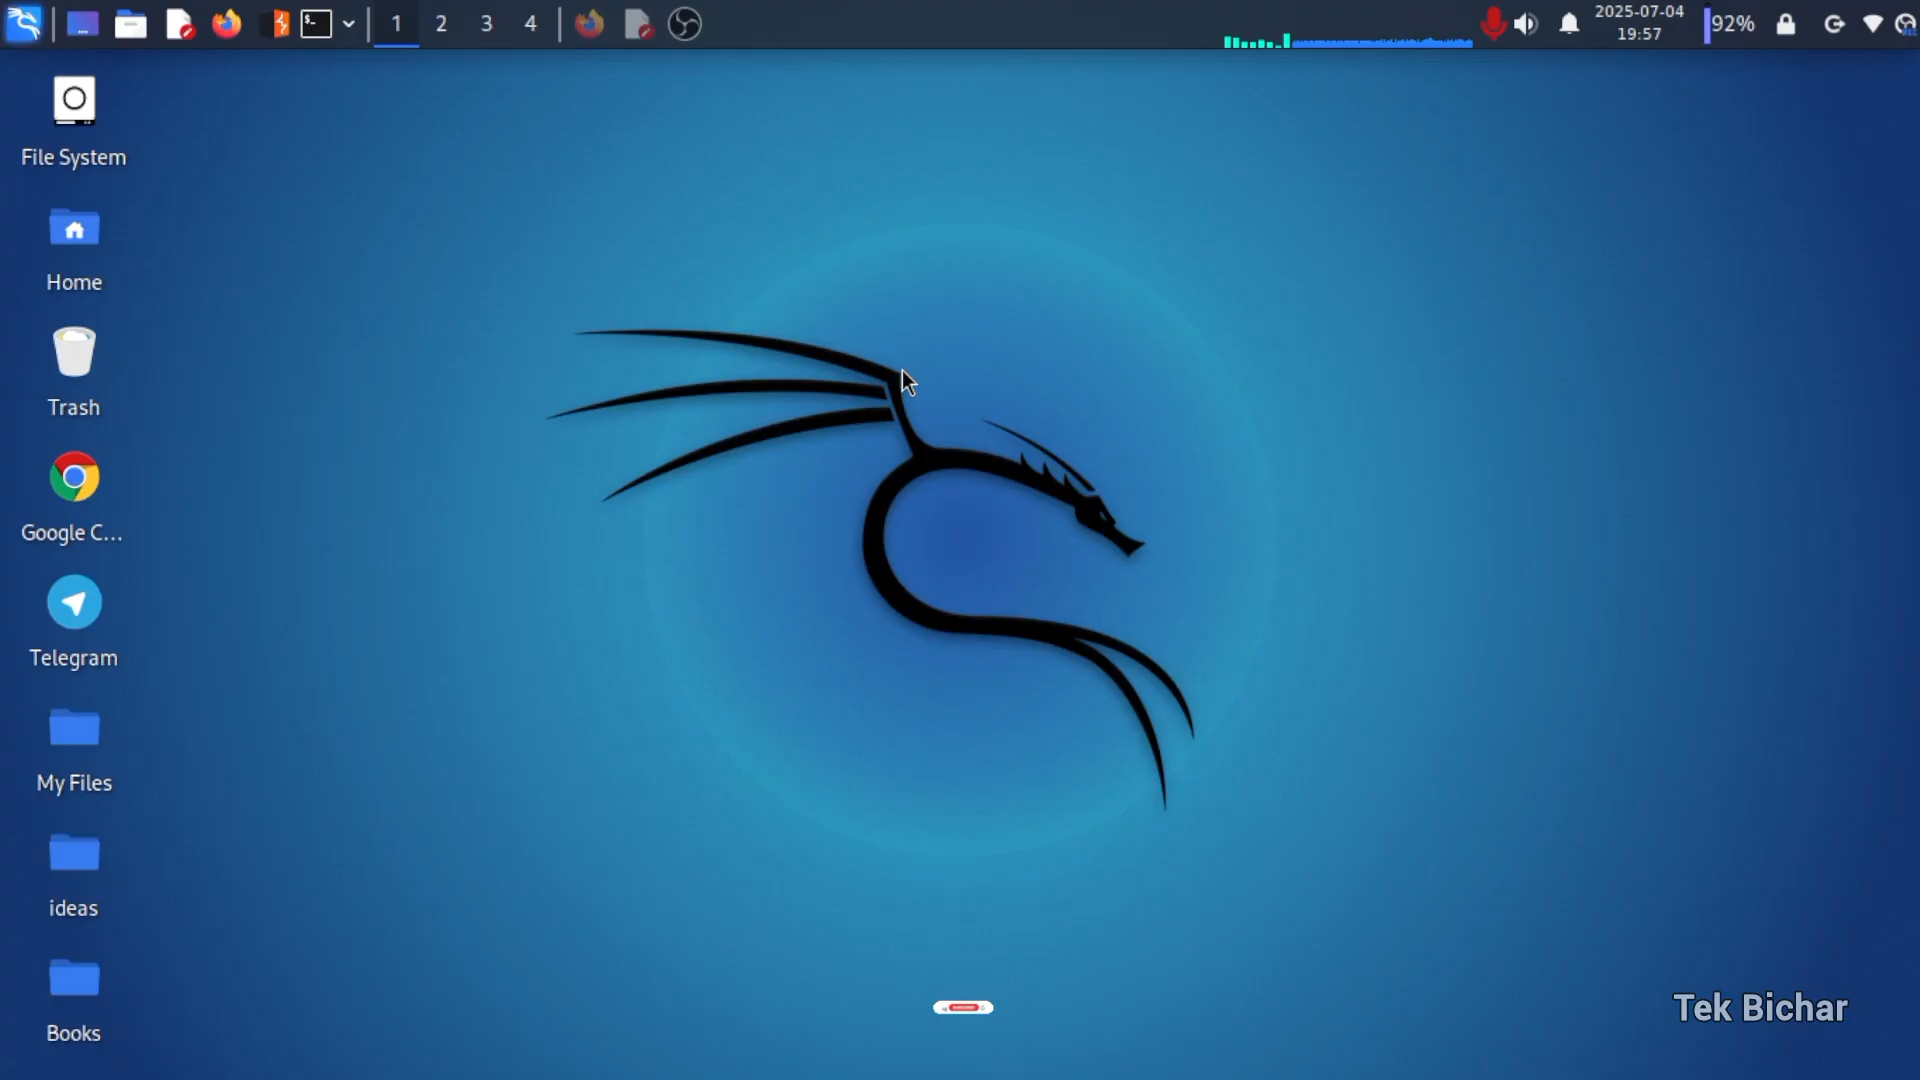 1 2 3 4
2025-07-04
19:57
92%
File System
Home
Trash
Google C...
Telegram
My Files
ideas
Books
Tek Bichar